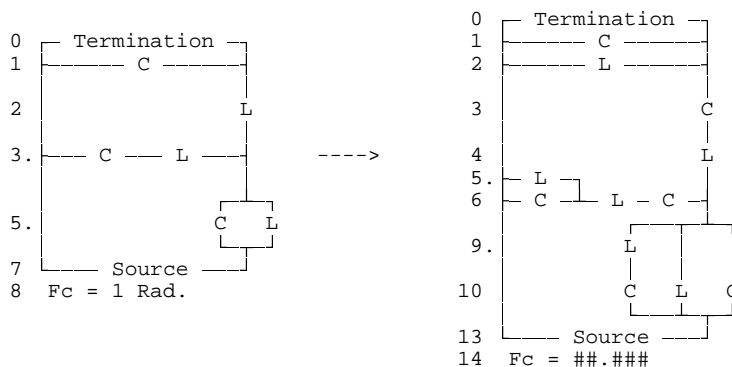 0 Termination
1 C
2 L
3. C L
5. C L
7 Source
8 Fc = 1 Rad.
---->
0 Termination
1 C
2 L
3 C
4 L
5. L
6 C L C
9. L
10 C L C
13 Source
14 Fc = ##.###